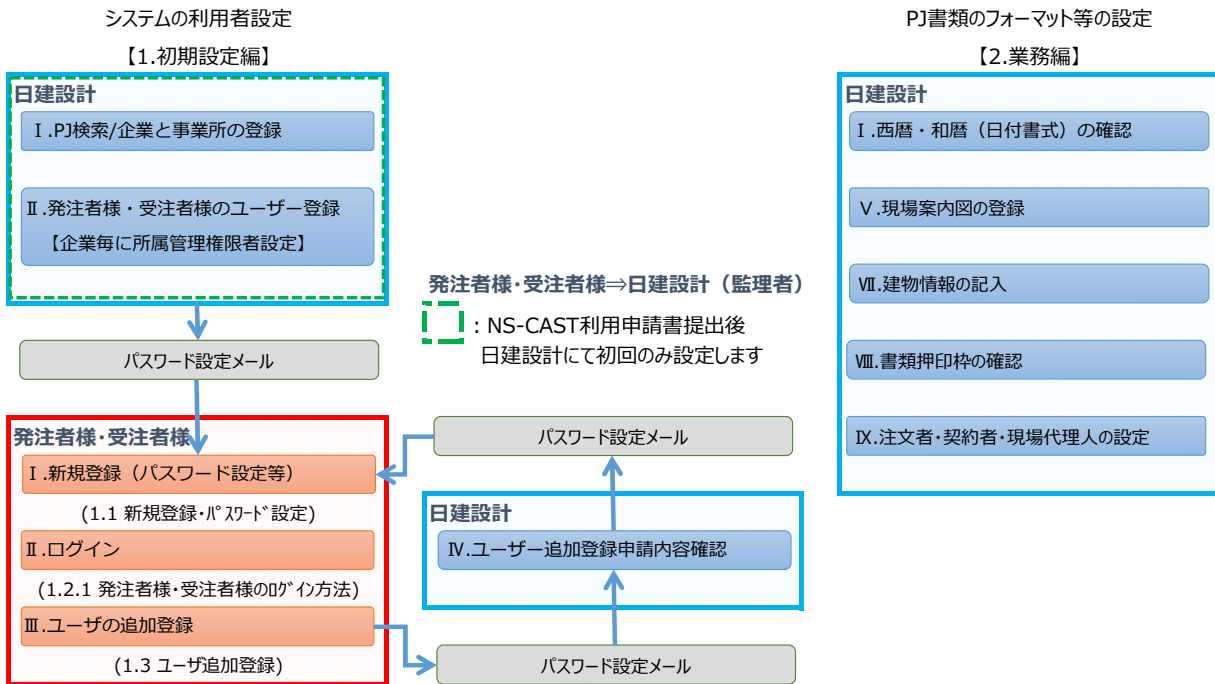 システムの利用者設定
【1.初期設定編】
日建設計
Ⅰ.PJ検索/企業と事業所の登録
Ⅱ.発注者様・受注者様のユーザー登録
【企業毎に所属管理権限者設定】
パスワード設定メール
発注者様・受注者様
Ⅰ.新規登録（パスワード設定等）
(1.1 新規登録・ﾊﾟｽﾜｰﾄﾞ設定)
Ⅱ.ログイン
(1.2.1 発注者様・受注者様のﾛｸﾞｲﾝ方法)
Ⅲ.ユーザの追加登録
(1.3 ユーザ追加登録)
発注者様・受注者様⇒日建設計（監理者）
：NS-CAST利用申請書提出後
日建設計にて初回のみ設定します
パスワード設定メール
日建設計
Ⅳ.ユーザー追加登録申請内容確認
パスワード設定メール
PJ書類のフォーマット等の設定
【2.業務編】
日建設計
Ⅰ.西暦・和暦（日付書式）の確認
Ⅴ.現場案内図の登録
Ⅶ.建物情報の記入
Ⅷ.書類押印枠の確認
Ⅸ.注文者・契約者・現場代理人の設定